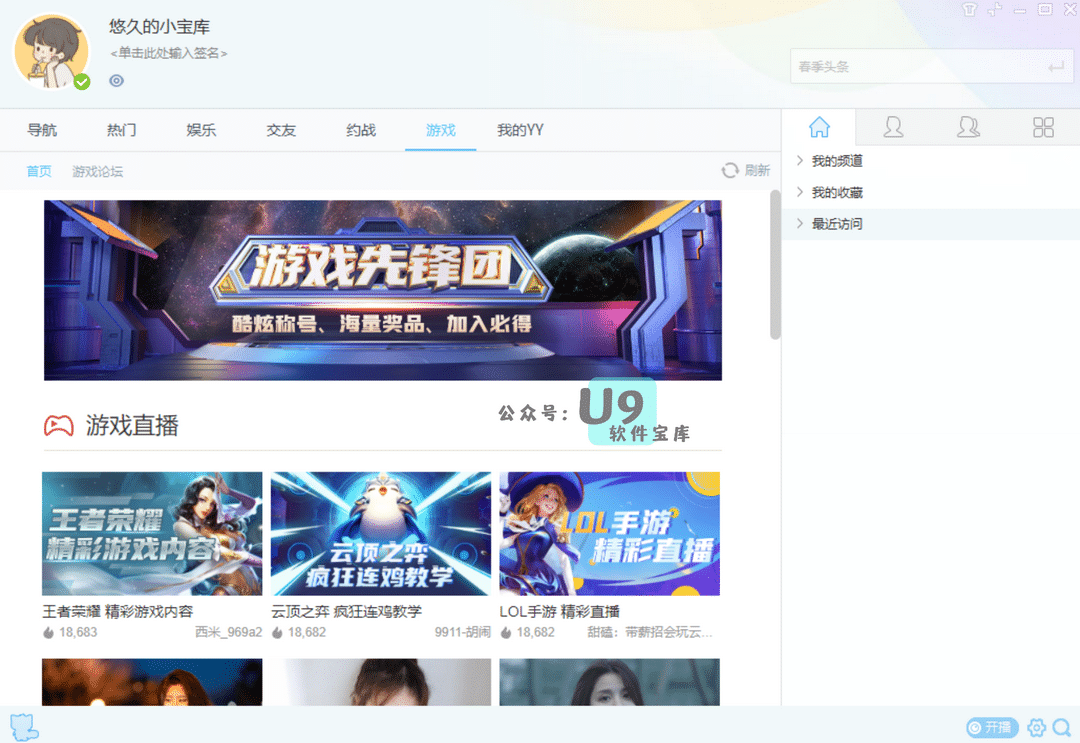 悠久的小宝库
<单击此处输入签名>
春季头条
导航 热门 娱乐 交友 约战 游戏 我的YY
首页 游戏论坛 刷新
我的频道
我的收藏
最近访问
游戏先锋团
酷炫称号、海量奖品、加入必得
公众号: U9
软件宝库
游戏直播
王者荣耀
精彩游戏内容
云顶之弈
疯狂连鸡教学
LOL手游
精彩直播
王者荣耀 精彩游戏内容
18,683 西米_969a2
云顶之弈 疯狂连鸡教学
18,682 9911-胡闹
LOL手游 精彩直播
18,682 甜磕：带薪招会玩云...
开播